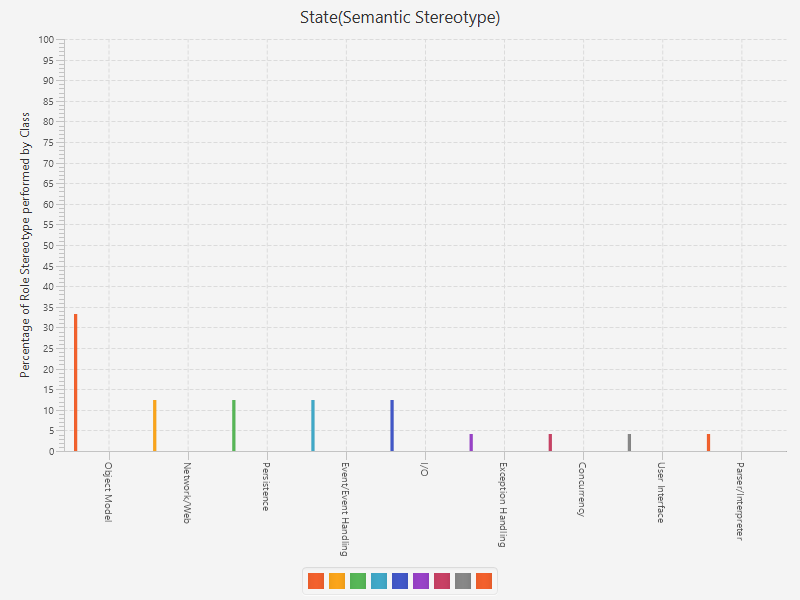 State(Semantic Stereotype)
Percentage of Role Stereotype performed by Class
100
95
90
85
80
75
70
65
60
55
50
45
40
35
30
25
20
15
10
5
0
Object Model
Network/Web
Persistence
Event/Event Handling
I/O
Exception Handling
Concurrency
User Interface
Parser/Interpreter